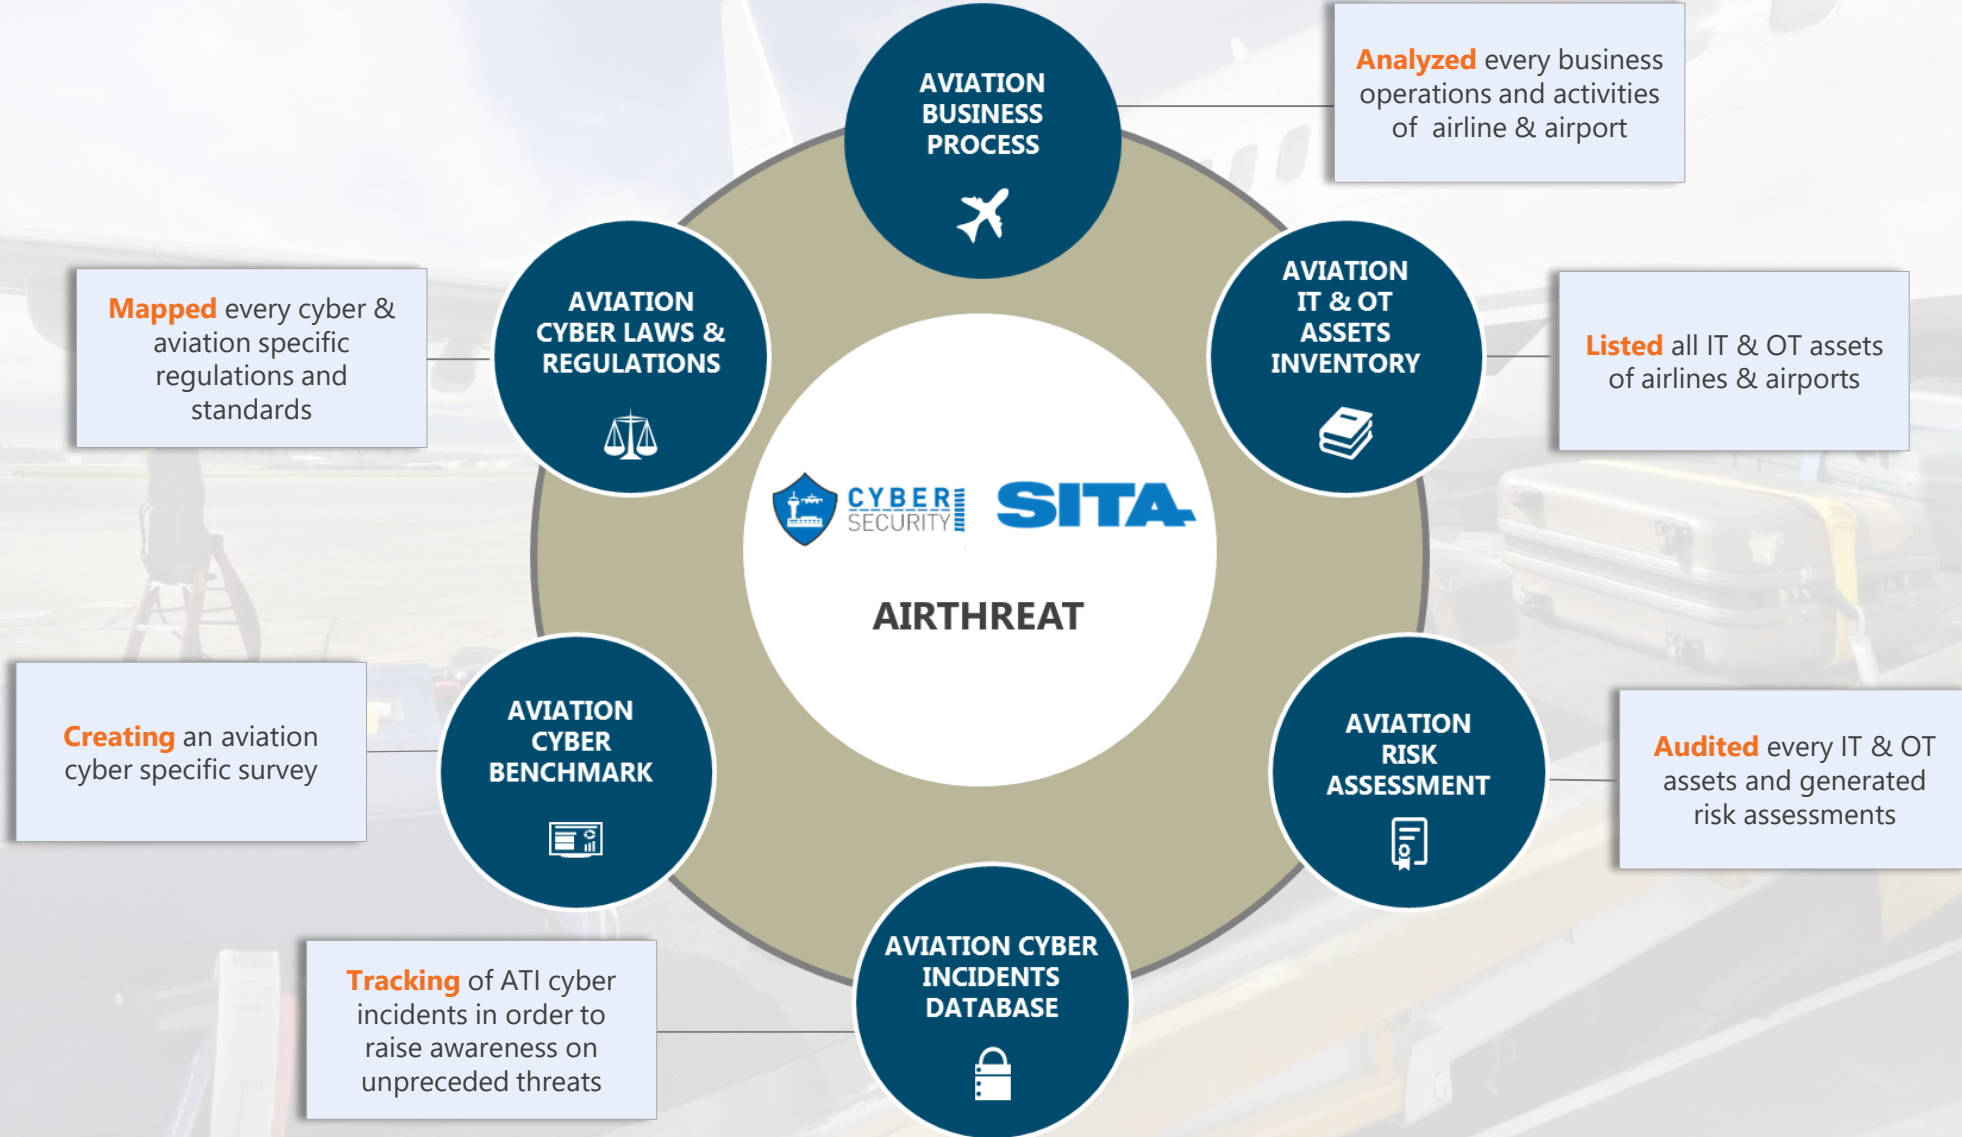 AVIATION
BUSINESS
PROCESS
Analyzed every business
operations and activities
of airline & airport
AVIATION
CYBER LAWS &
REGULATIONS
Mapped every cyber &
aviation specific
regulations and
standards
AVIATION
IT & OT
ASSETS
INVENTORY
Listed all IT & OT assets
of airlines & airports
CYBER
SECURITY
SITA
AIRTHREAT
AVIATION
CYBER
BENCHMARK
Creating an aviation
cyber specific survey
AVIATION
RISK
ASSESSMENT
Audited every IT & OT
assets and generated
risk assessments
AVIATION CYBER
INCIDENTS
DATABASE
Tracking of ATI cyber
incidents in order to
raise awareness on
unpreceded threats